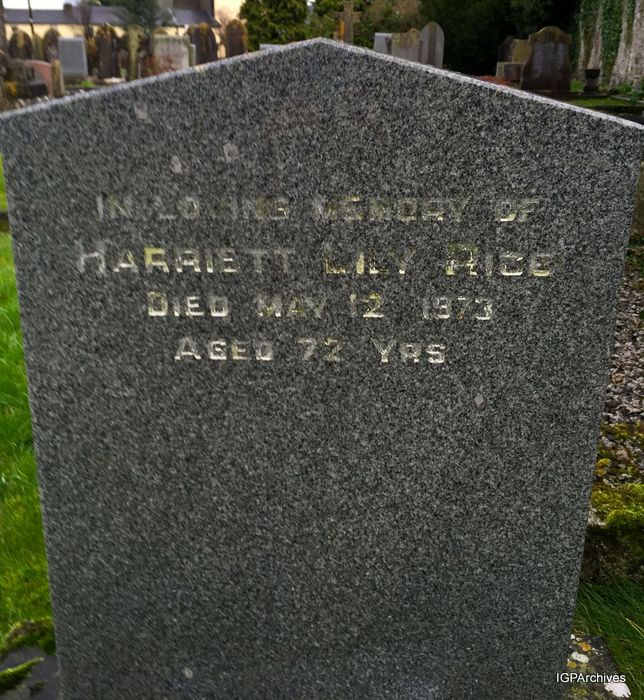 IN LOVING MEMORY OF
HARRIETT LILY RICE
DIED MAY 12 1973
AGED 72 YRS
IGPArchives